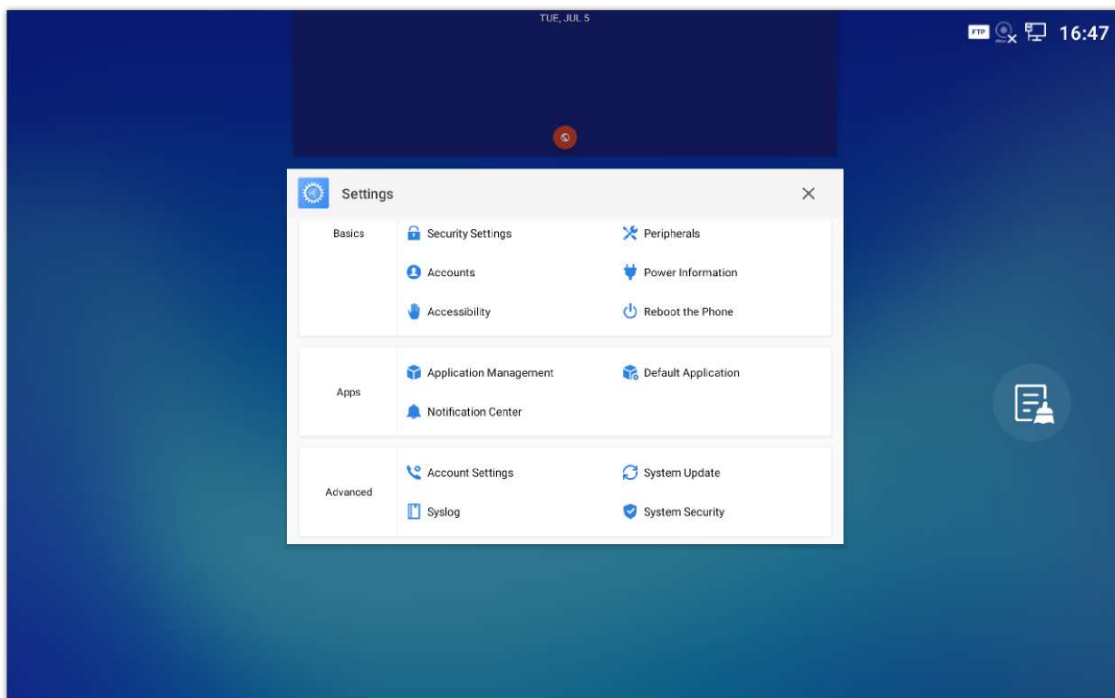 TUE, JUL 5
FTP 16:47
Settings
Basics
Security Settings
Peripherals
Accounts
Power Information
Accessibility
Reboot the Phone
Apps
Application Management
Default Application
Notification Center
Advanced
Account Settings
System Update
Syslog
System Security